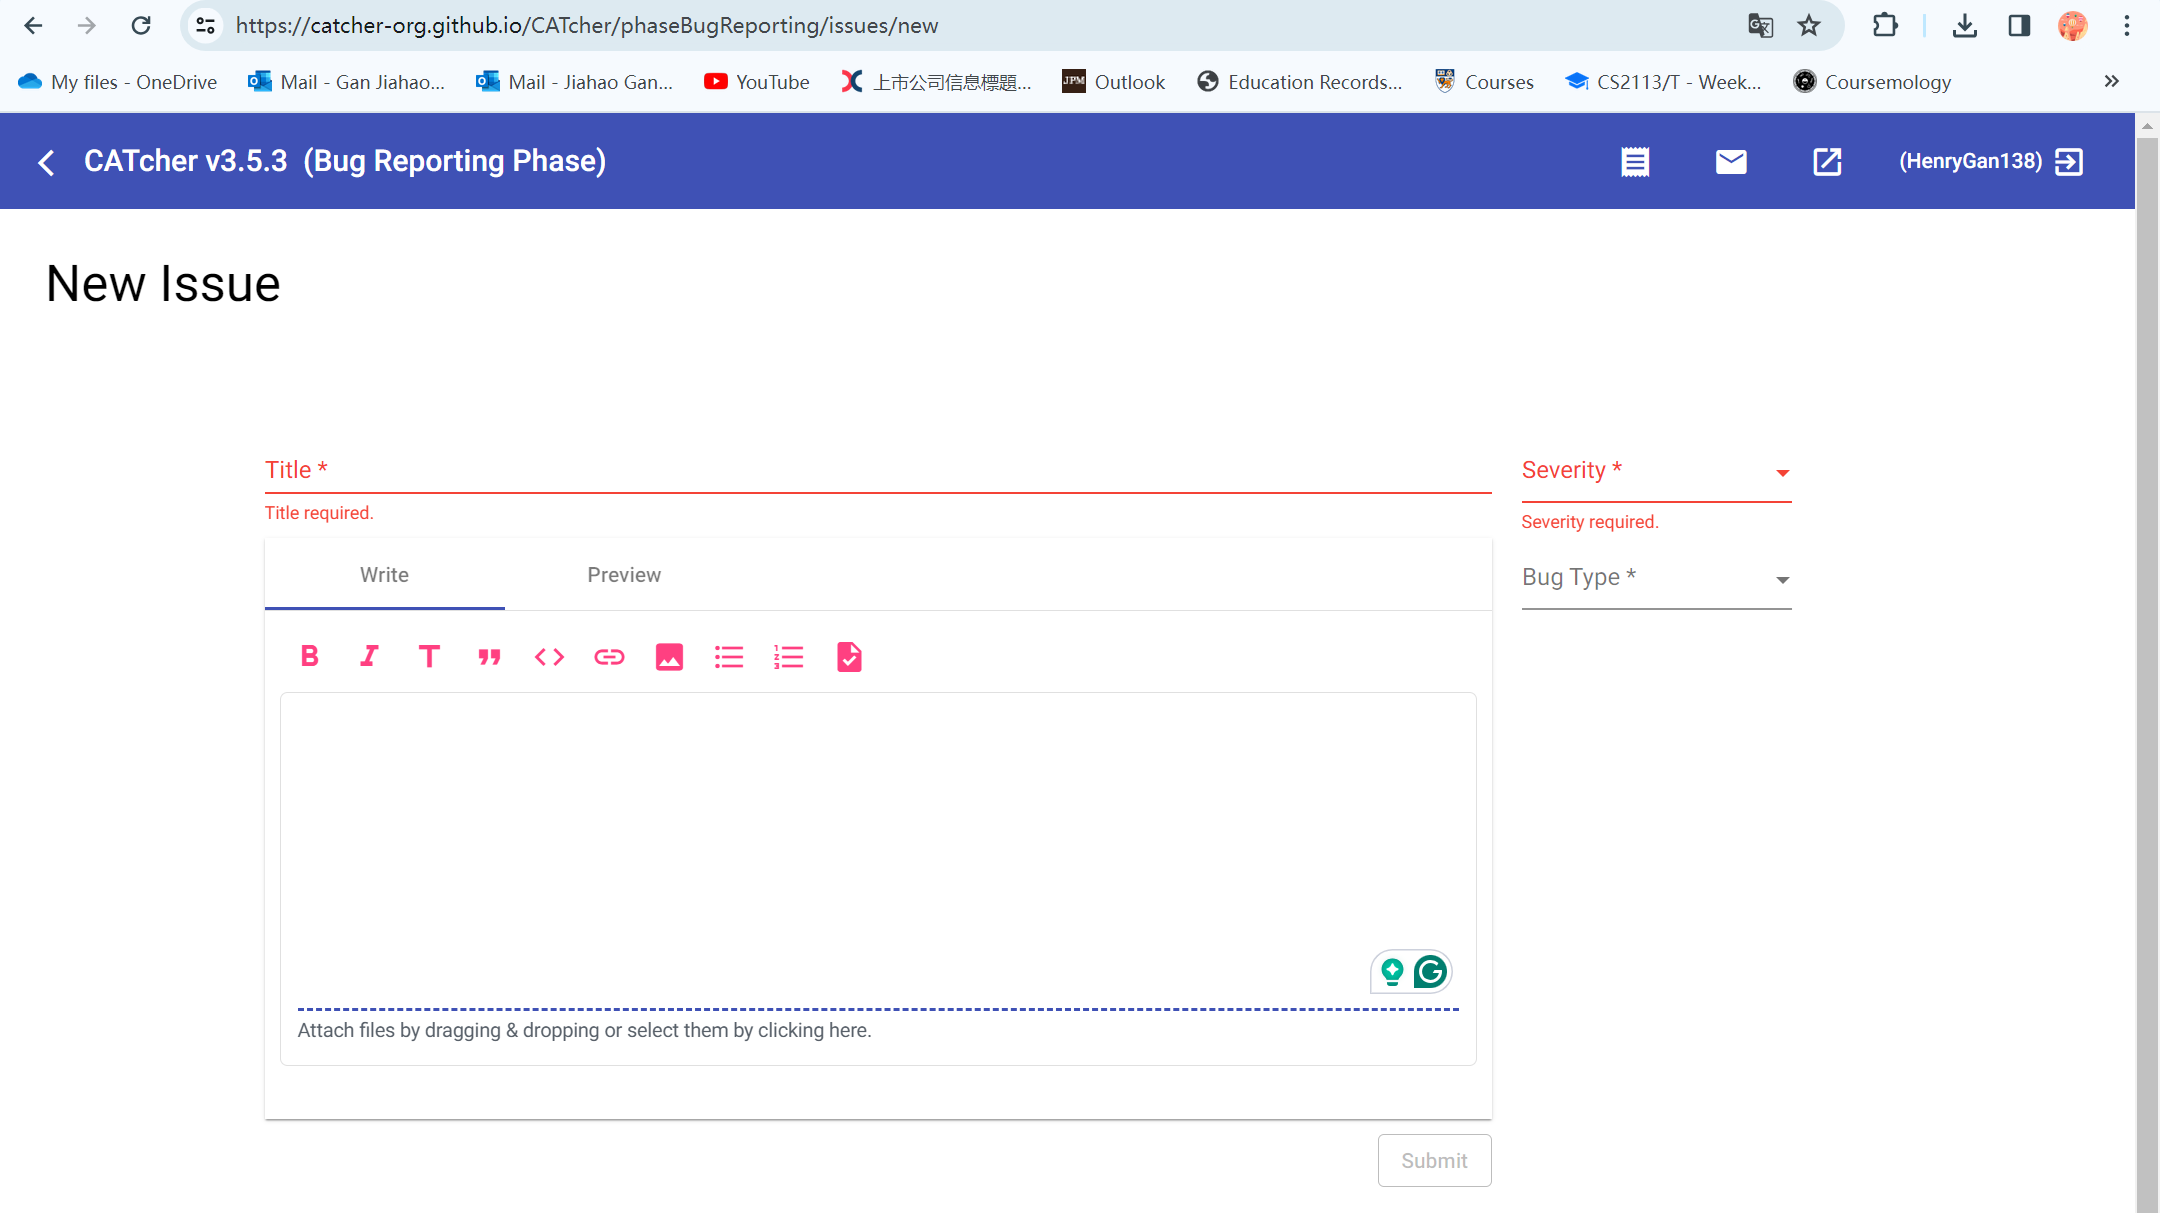 https://catcher-org.github.io/CATcher/phaseBugReporting/issues/new
My files - OneDrive Mail - Gan Jiahao... Mail - Jiahao Gan... YouTube 上市公司信息標題... JPM Outlook Education Records... Courses CS2113/T - Week... Coursemology
CATcher v3.5.3 (Bug Reporting Phase) (HenryGan138)
New Issue
Title * Severity *
Title required. Severity required.
Write Preview Bug Type *
Attach files by dragging & dropping or select them by clicking here.
Submit